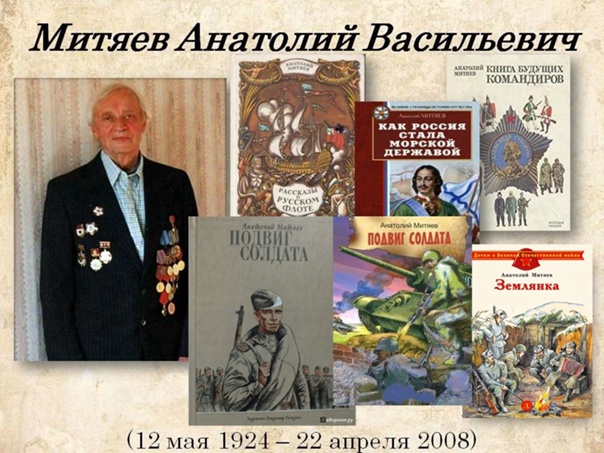 Митяев Анатолий Васильевич
АНАТОЛИЙ
МИТЯЕВ
РАССКАЗЫ
О
РУССКОМ
ФЛОТЕ
Анатолий МИТЯЕВ
КАК РОССИЯ
СТАЛА
МОРСКОЙ
ДЕРЖАВОЙ
АНАТОЛИЙ
МИТЯЕВ
КНИГА БУДУЩИХ
КОМАНДИРОВ
Анатолий Митяев
ПОДВИГ
СОЛДАТА
Анатолий Митяев
ПОДВИГ СОЛДАТА
Детям о Великой Отечественной войне
Анатолий Митяев
Землянка
(12 мая 1924 – 22 апреля 2008)